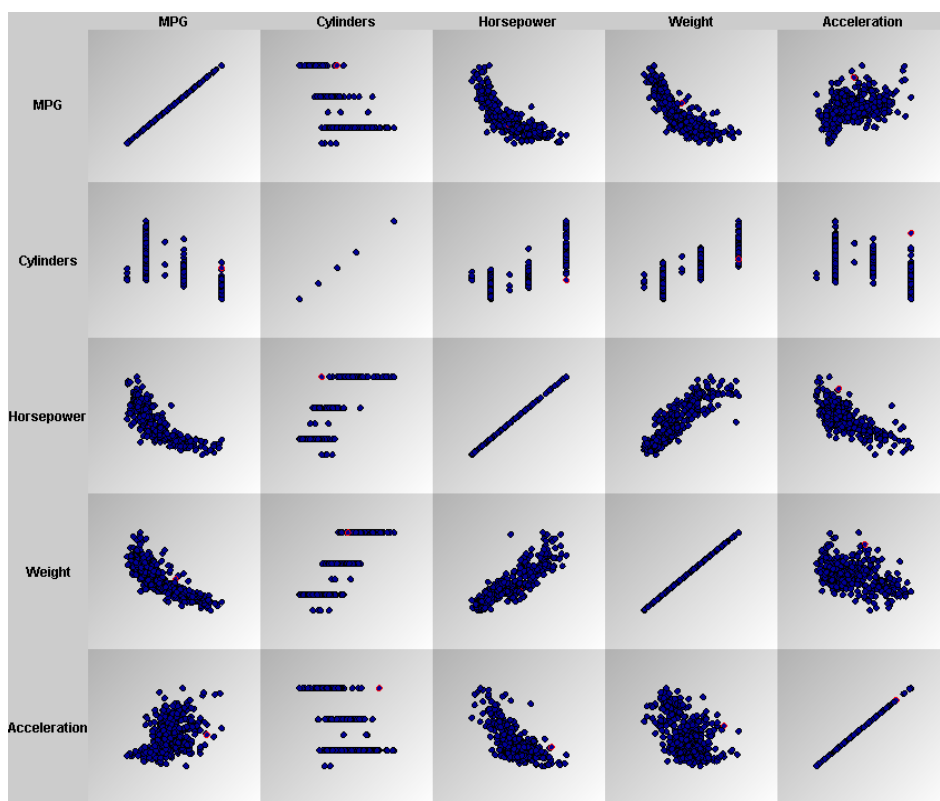 MPG Cylinders Horsepower Weight Acceleration
MPG
Cylinders
Horsepower
Weight
Acceleration